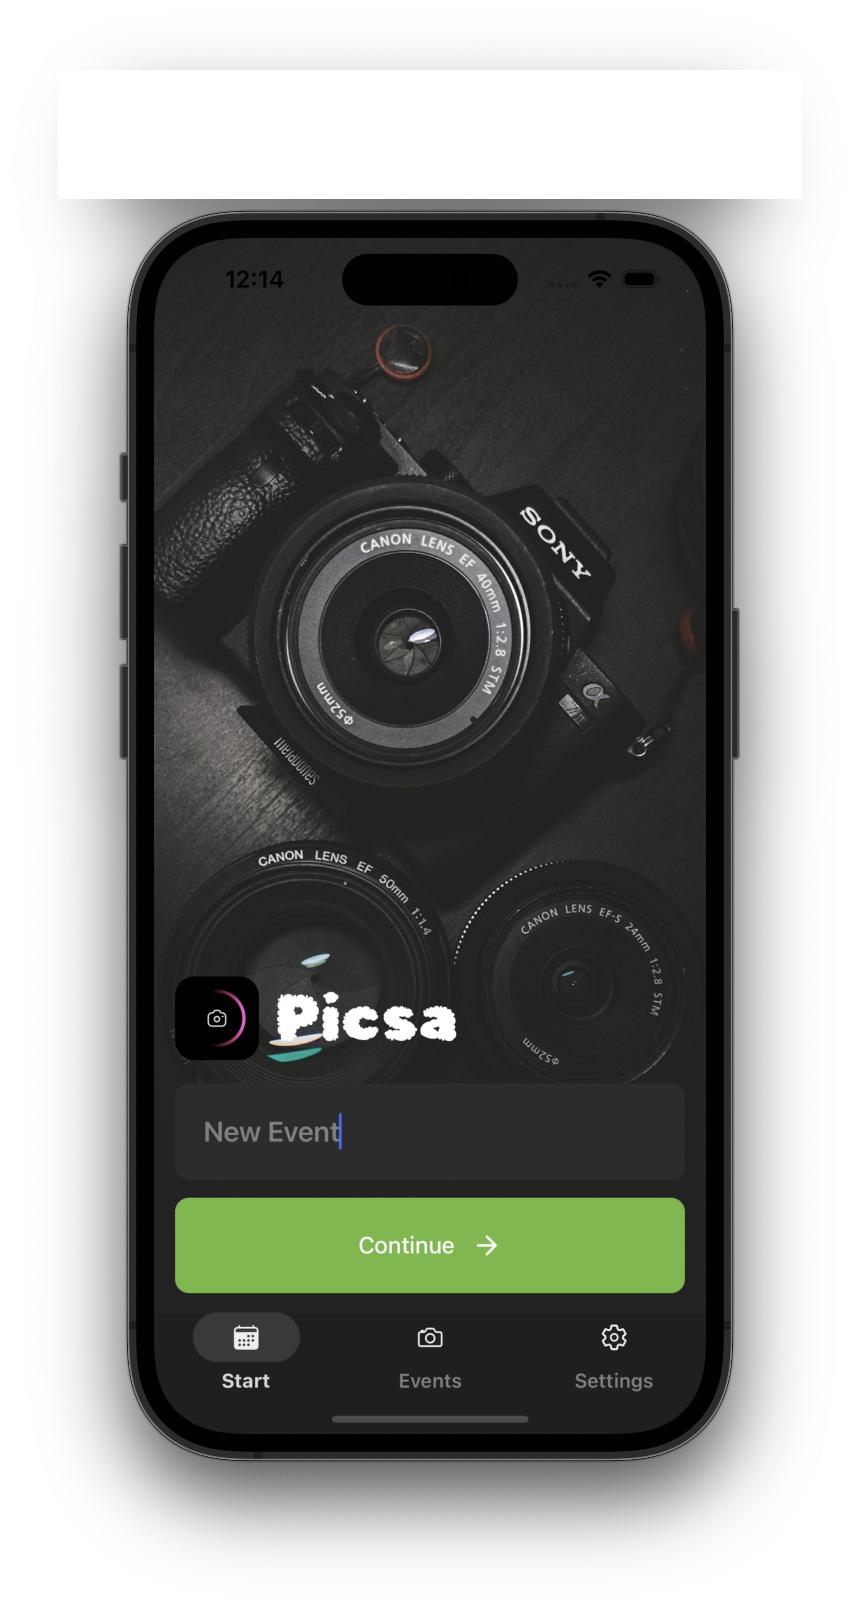 12:14
SONY
CANON LENS EF 40mm 1:2.8 STM
Φ52mm
α
7II
CANON LENS EF 50mm 1:1.4
CANON LENS EF-S 24mm 1:2.8 STM
Φ52mm
Picsa
New Event
Continue
Start
Events
Settings